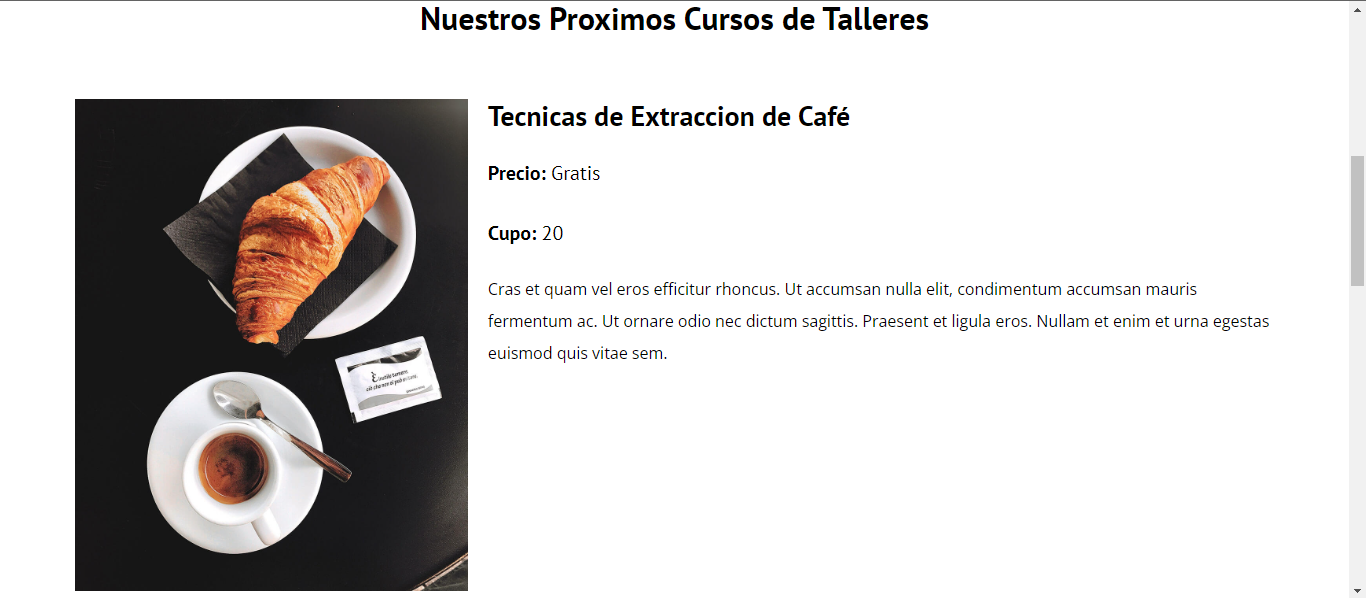 Nuestros Proximos Cursos de Talleres
Tecnicas de Extraccion de Café
Precio: Gratis
Cupo: 20
Cras et quam vel eros efficitur rhoncus. Ut accumsan nulla elit, condimentum accumsan mauris
fermentum ac. Ut ornare odio nec dictum sagittis. Praesent et ligula eros. Nullam et enim et urna egestas
euismod quis vitae sem.